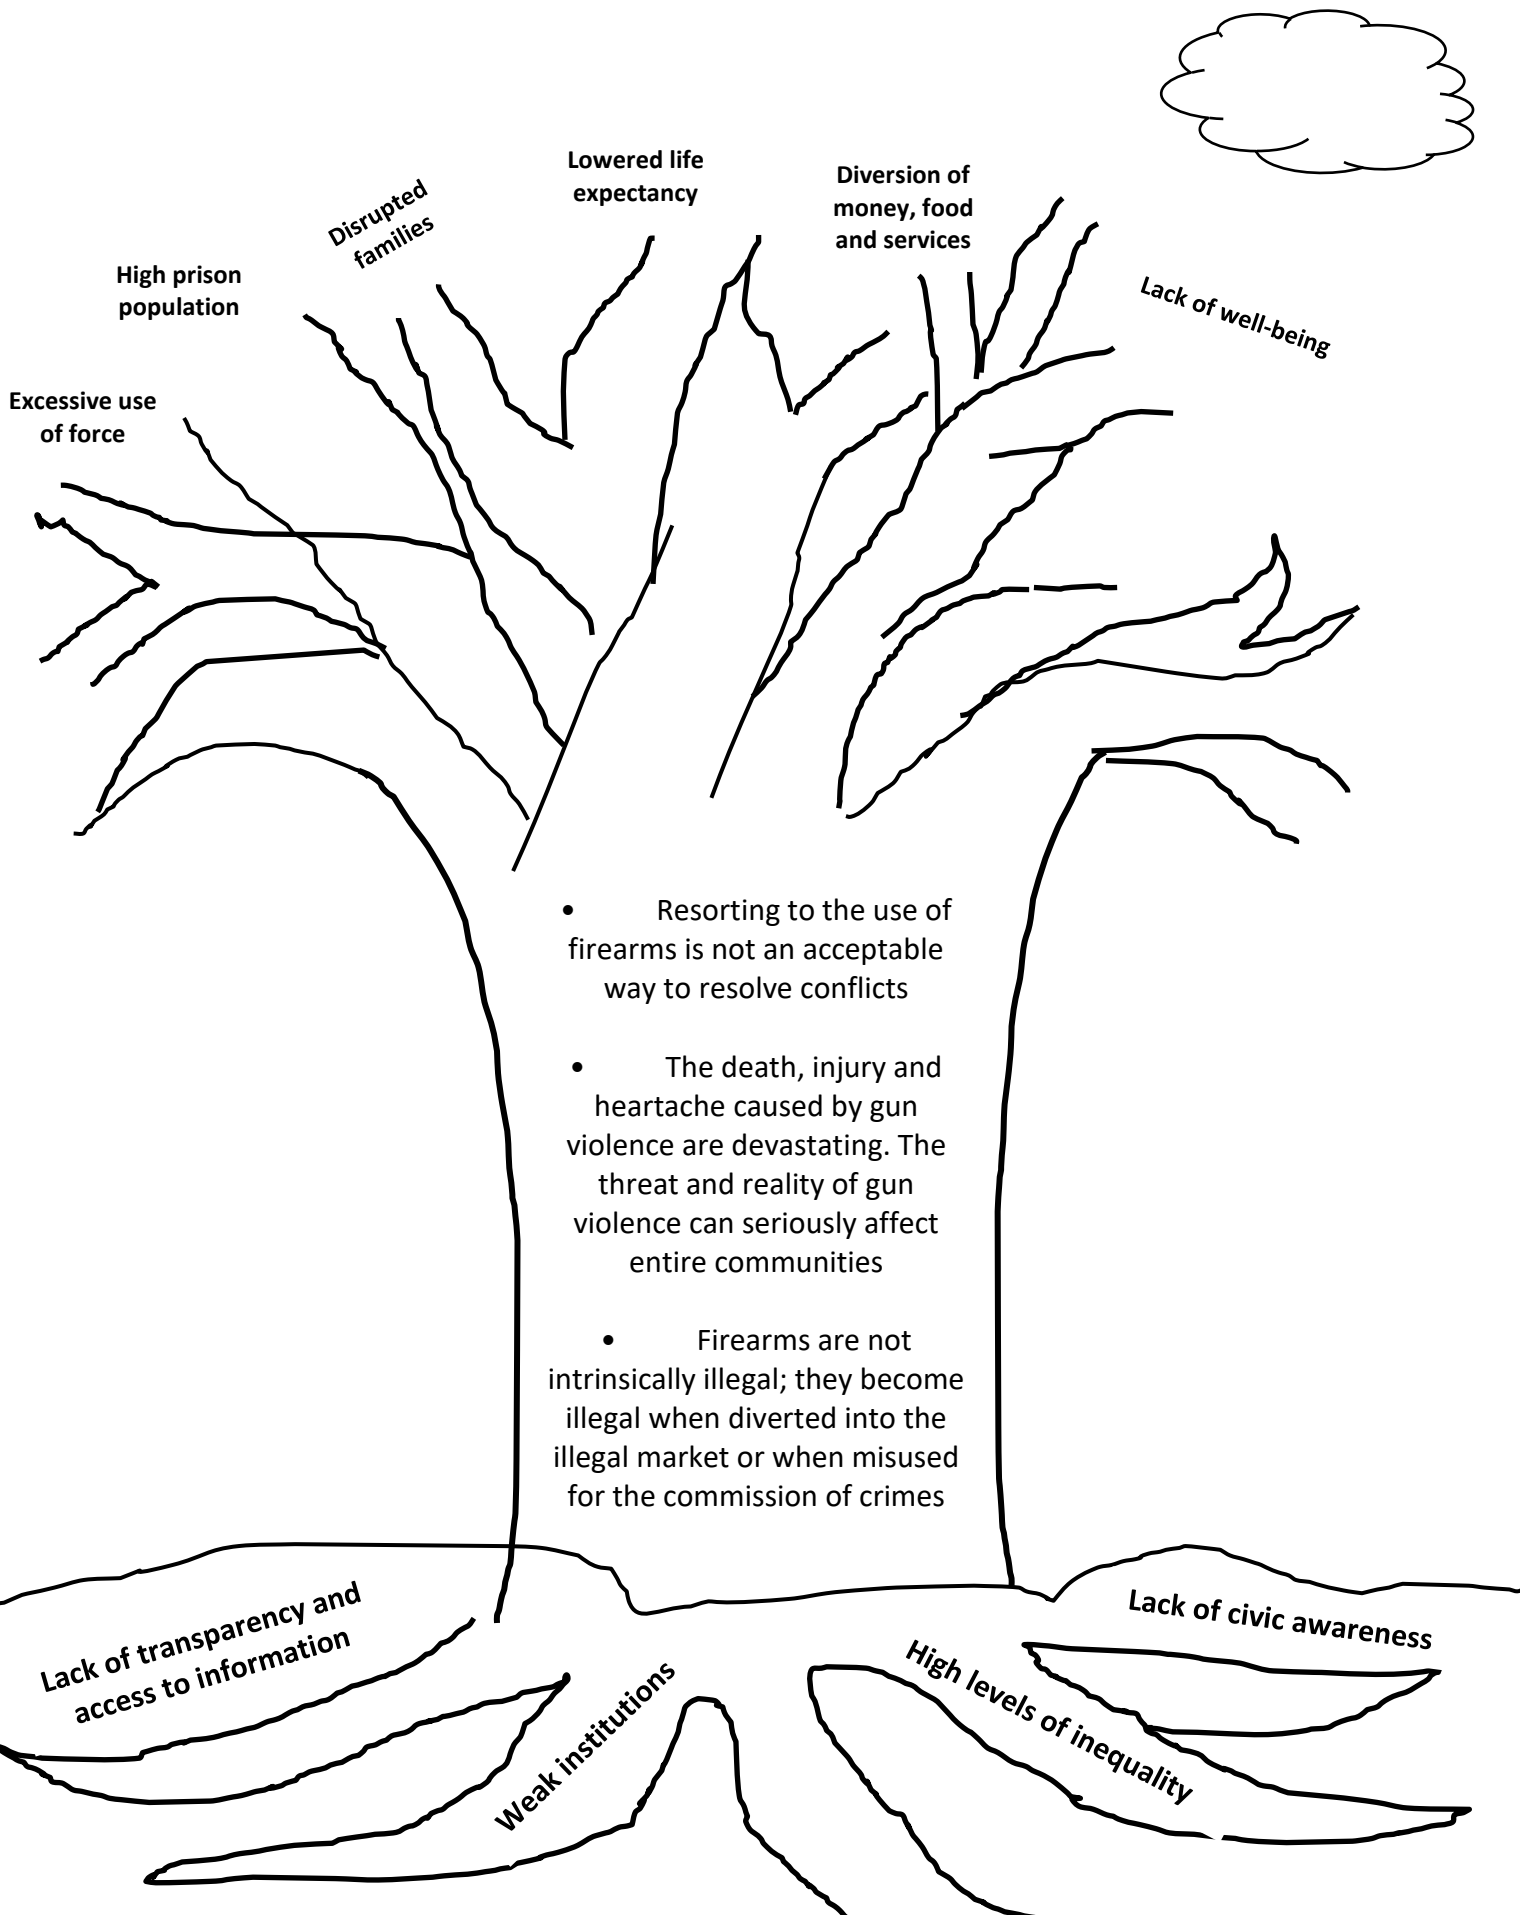 Lowered life
expectancy
Diversion of
money, food
and services
Disrupted
families
High prison
population
Lack of well-being
Excessive use
of force
• Resorting to the use of
firearms is not an acceptable
way to resolve conflicts
• The death, injury and
heartache caused by gun
violence are devastating. The
threat and reality of gun
violence can seriously affect
entire communities
• Firearms are not
intrinsically illegal; they become
illegal when diverted into the
illegal market or when misused
for the commission of crimes
Lack of transparency and
access to information
Weak institutions
High levels of inequality
Lack of civic awareness